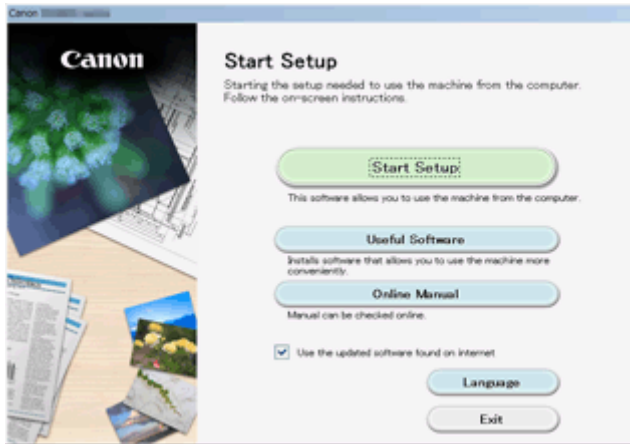 Canon
Canon
Start Setup
Starting the setup needed to use the machine from the computer.
Follow the on-screen instructions.
Start Setup
This software allows you to use the machine from the computer.
Useful Software
Installs software that allows you to use the machine more
conveniently.
Online Manual
Manual can be checked online.
Use the updated software found on internet
Language
Exit